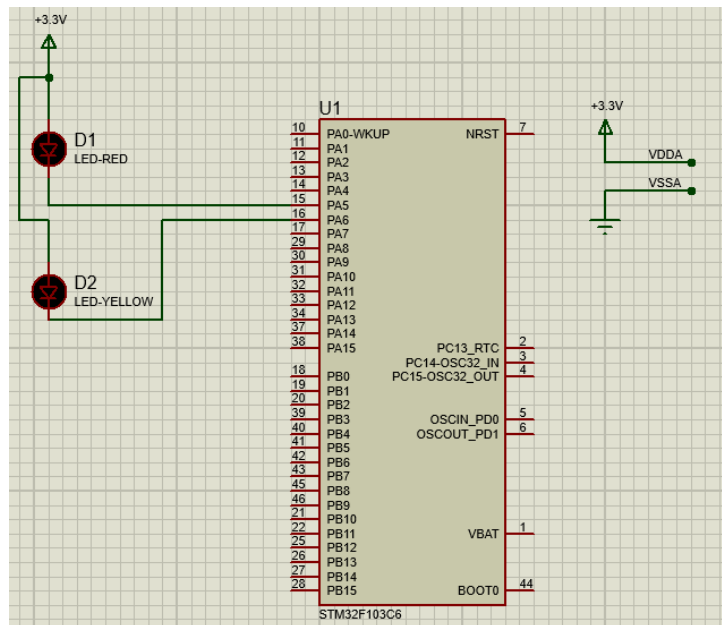 +3.3V
D1
LED-RED
D2
LED-YELLOW
U1
10 PA0-WKUP NRST 7
11 PA1
12 PA2
13 PA3
14 PA4
15 PA5
16 PA6
17 PA7
29 PA8
30 PA9
31 PA10
32 PA11
33 PA12
34 PA13
37 PA14
38 PA15 PC13_RTC 2
PC14-OSC32_IN 3
18 PB0 PC15-OSC32_OUT 4
19 PB1
20 PB2
39 PB3 OSCIN_PD0 5
40 PB4 OSCOUT_PD1 6
41 PB5
42 PB6
43 PB7
45 PB8
46 PB9
21 PB10
22 PB11 VBAT 1
25 PB12
26 PB13
27 PB14
28 PB15 BOOT0 44
STM32F103C6
+3.3V
VDDA
VSSA